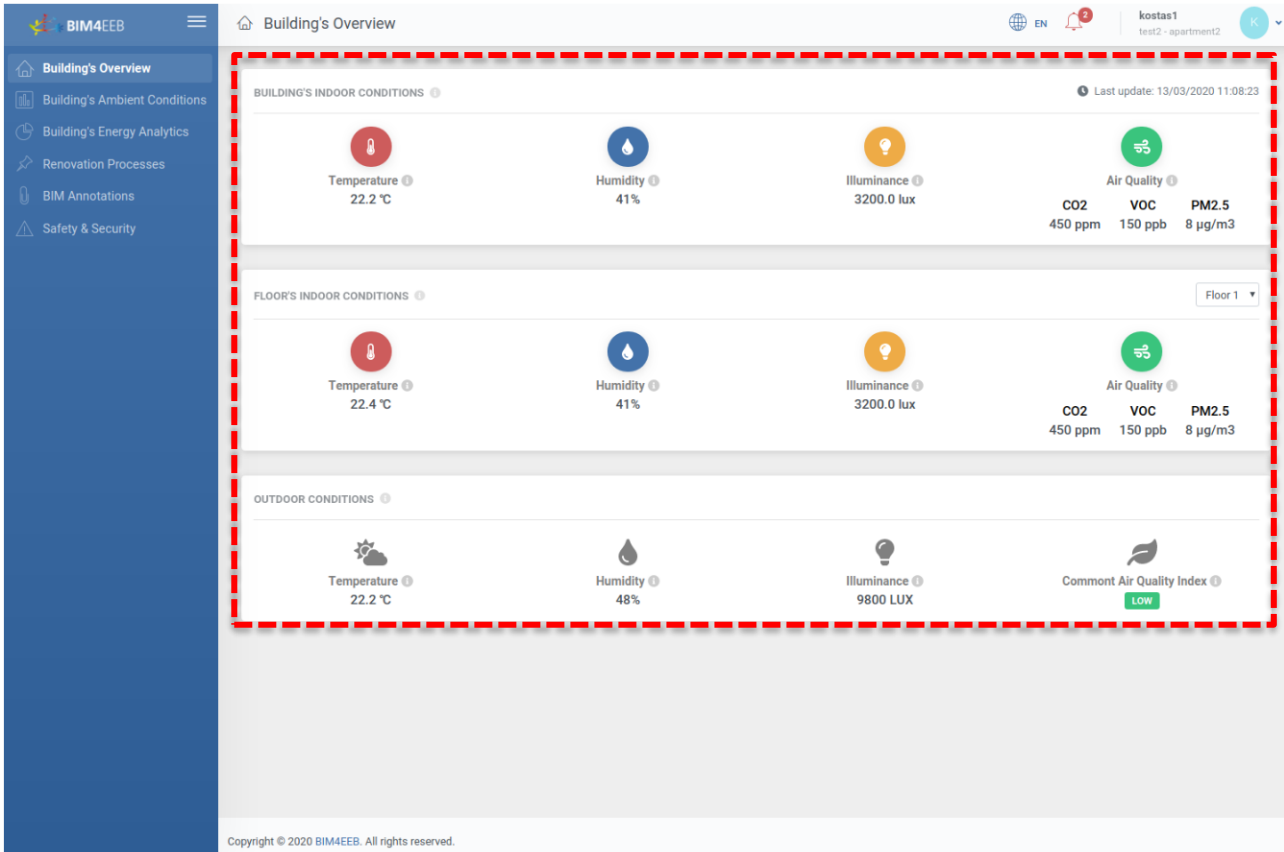 BIM4EEB
Building's Overview
EN
2
kostas1
test2 - apartment2
K
Building's Overview
Building's Ambient Conditions
Building's Energy Analytics
Renovation Processes
BIM Annotations
Safety & Security
BUILDING'S INDOOR CONDITIONS
Last update: 13/03/2020 11:08:23
Temperature
22.2 °C
Humidity
41%
Illuminance
3200.0 lux
Air Quality
CO2 VOC PM2.5
450 ppm 150 ppb 8 µg/m3
FLOOR'S INDOOR CONDITIONS
Floor 1
Temperature
22.4 °C
Humidity
41%
Illuminance
3200.0 lux
Air Quality
CO2 VOC PM2.5
450 ppm 150 ppb 8 µg/m3
OUTDOOR CONDITIONS
Temperature
22.2 °C
Humidity
48%
Illuminance
9800 LUX
Commont Air Quality Index
LOW
Copyright © 2020 BIM4EEB. All rights reserved.